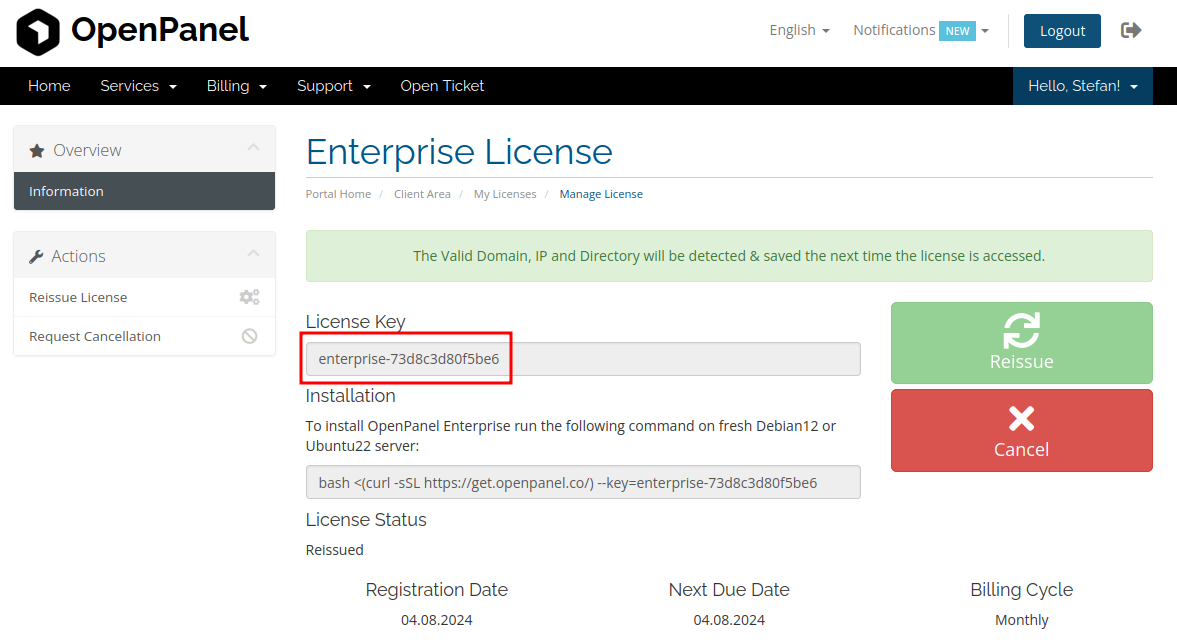 OpenPanel
English
Notifications NEW
Logout
Home
Services
Billing
Support
Open Ticket
Hello, Stefan!
Overview
Information
Actions
Reissue License
Request Cancellation
Enterprise License
Portal Home / Client Area / My Licenses / Manage License
The Valid Domain, IP and Directory will be detected & saved the next time the license is accessed.
License Key
enterprise-73d8c3d80f5be6
Installation
To install OpenPanel Enterprise run the following command on fresh Debian12 or
Ubuntu22 server:
bash <(curl -sSL https://get.openpanel.co/) --key=enterprise-73d8c3d80f5be6
License Status
Reissued
Reissue
Cancel
Registration Date
04.08.2024
Next Due Date
04.08.2024
Billing Cycle
Monthly